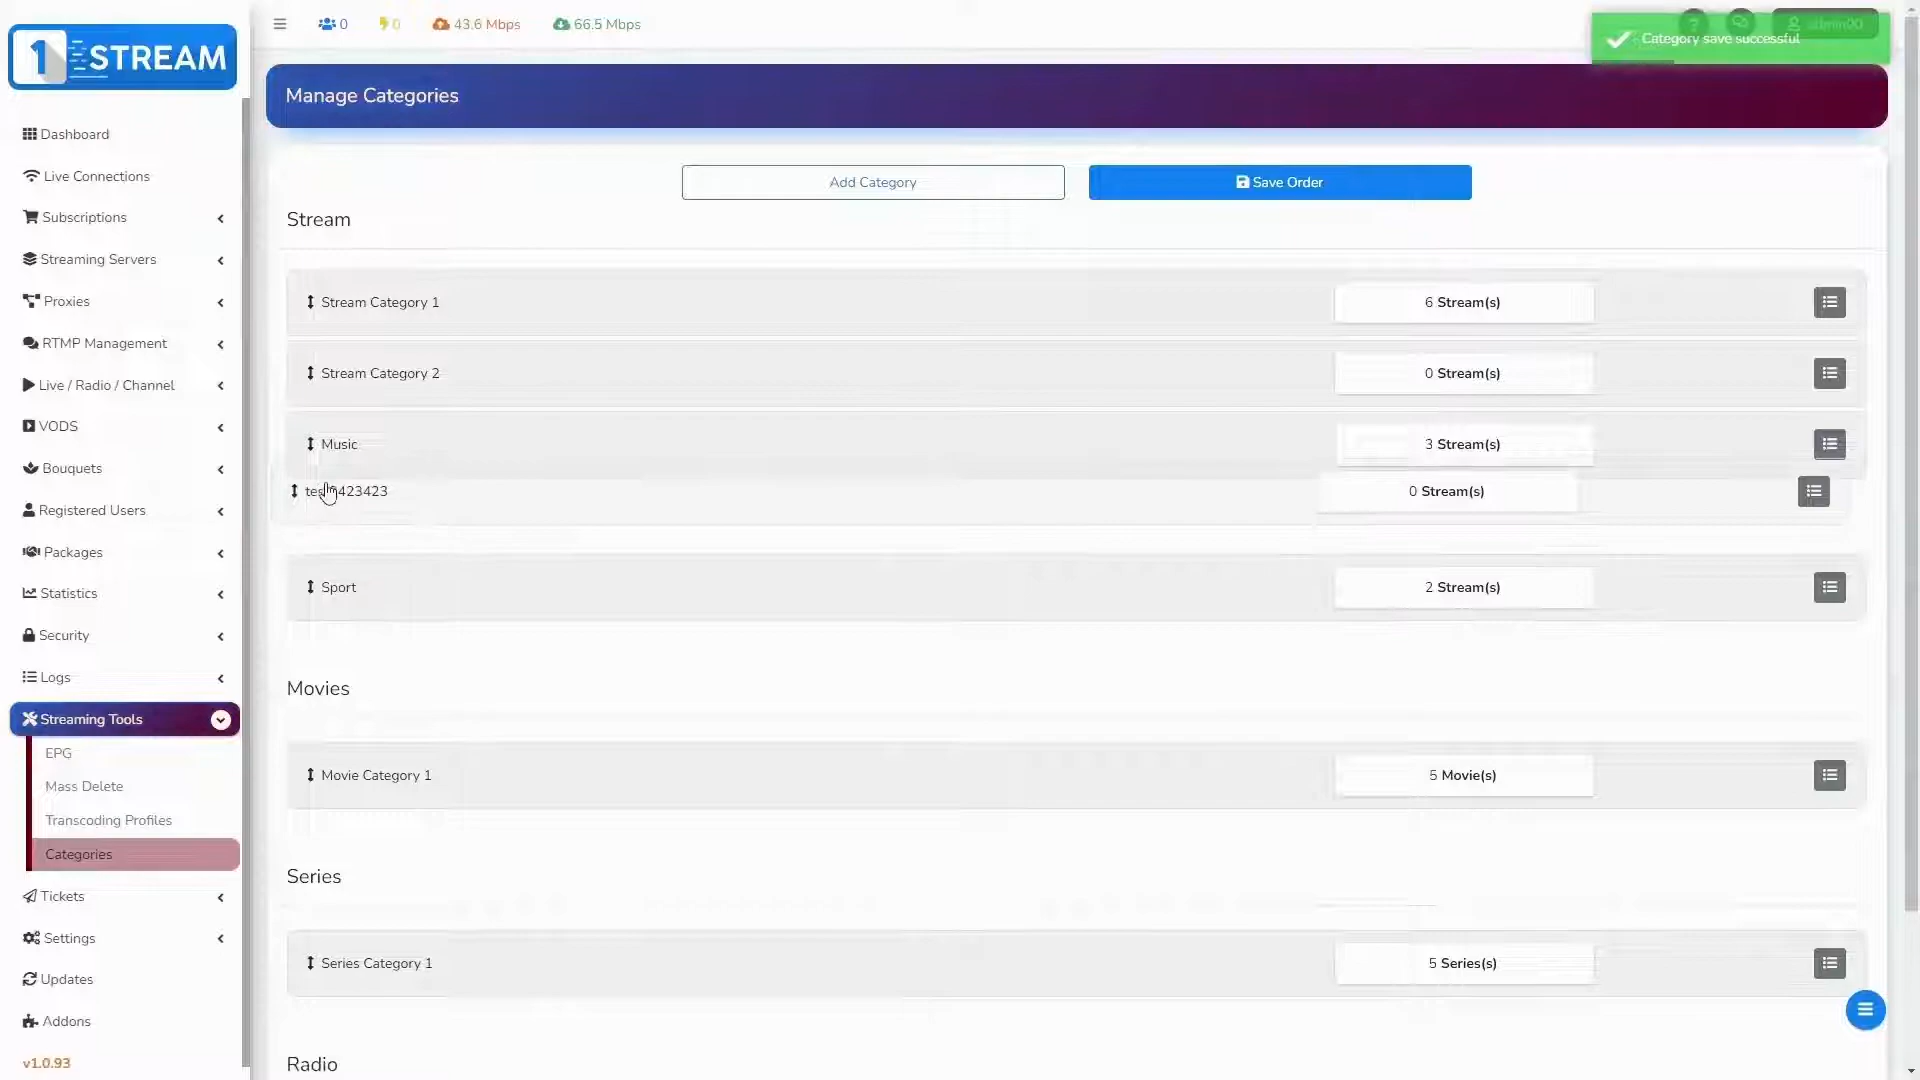 1 STREAM
0
0
43.6 Mbps
66.5 Mbps
Category save successful
admin00
Manage Categories
Dashboard
Live Connections
Subscriptions
Streaming Servers
Proxies
RTMP Management
Live / Radio / Channel
VODS
Bouquets
Registered Users
Packages
Statistics
Security
Logs
Streaming Tools
EPG
Mass Delete
Transcoding Profiles
Categories
Tickets
Settings
Updates
Addons
v1.0.93
Add Category
Save Order
Stream
Stream Category 1
6 Stream(s)
Stream Category 2
0 Stream(s)
Music
3 Stream(s)
0 Stream(s)
Sport
2 Stream(s)
Movies
Movie Category 1
5 Movie(s)
Series
Series Category 1
5 Series(s)
Radio